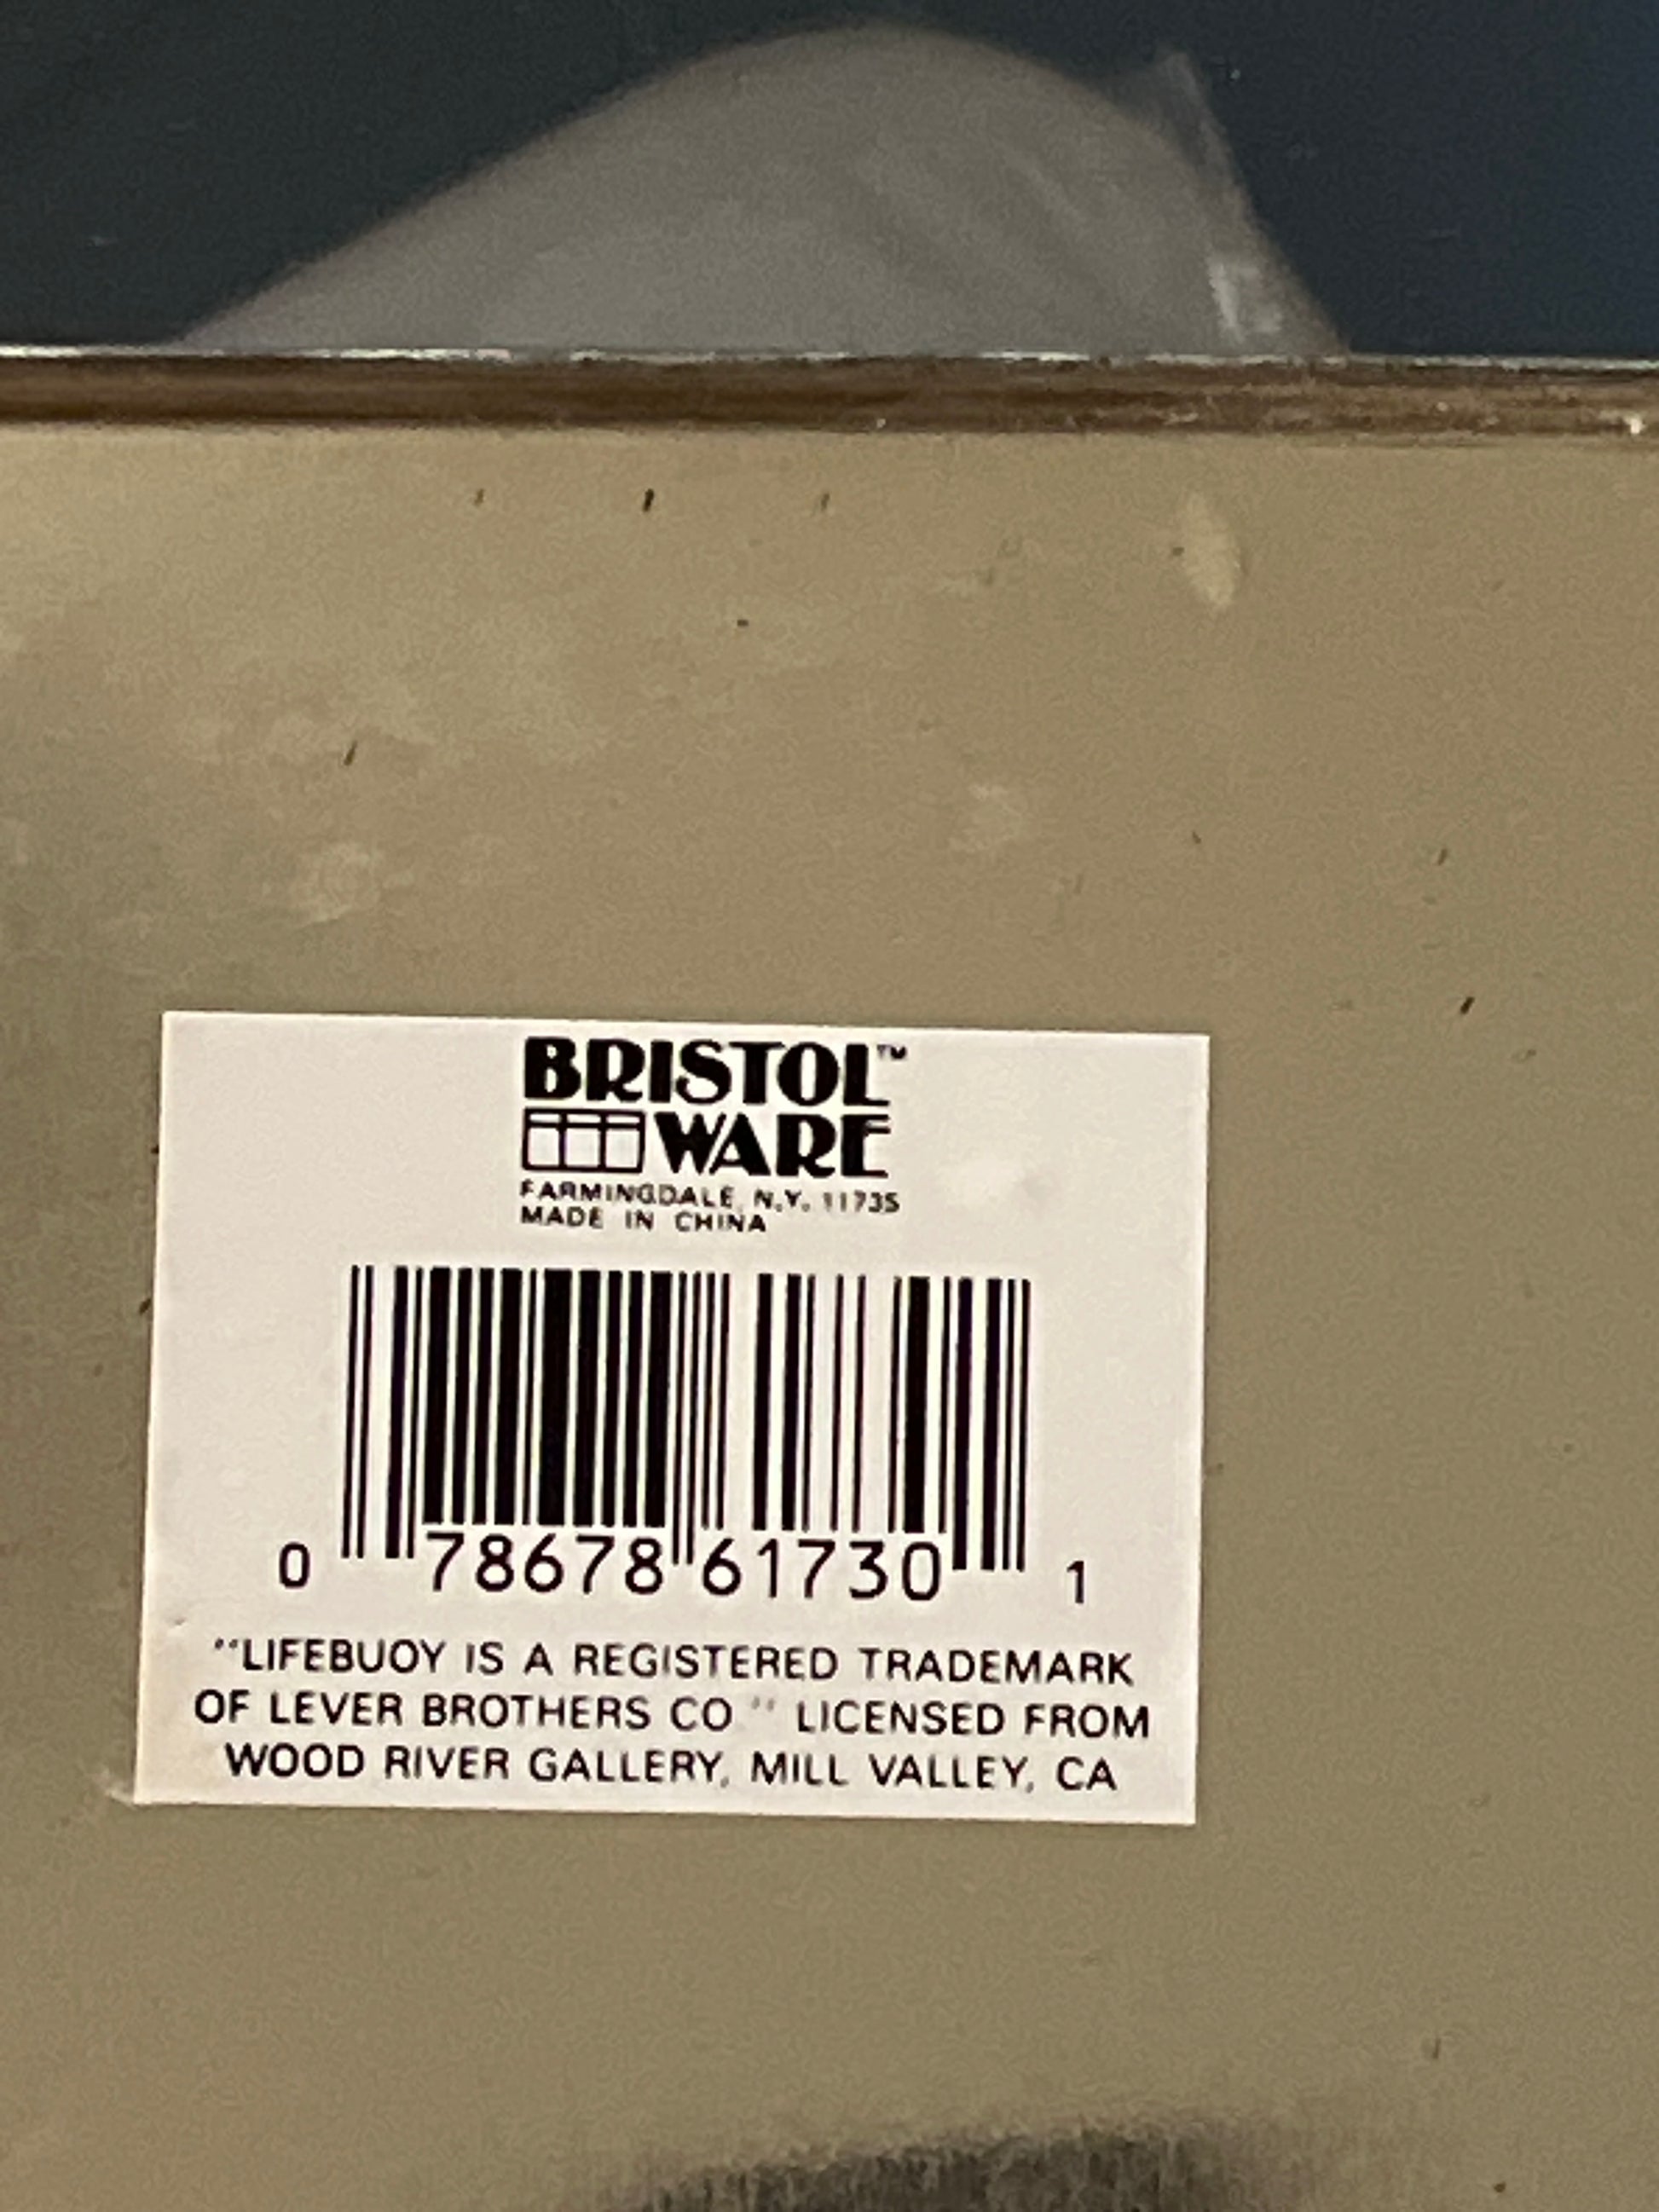 BRISTOL™
WARE
FARMINGDALE, N.Y. 11735
MADE IN CHINA
0 78678 61730 1
"LIFEBUOY IS A REGISTERED TRADEMARK
OF LEVER BROTHERS CO " LICENSED FROM
WOOD RIVER GALLERY, MILL VALLEY, CA